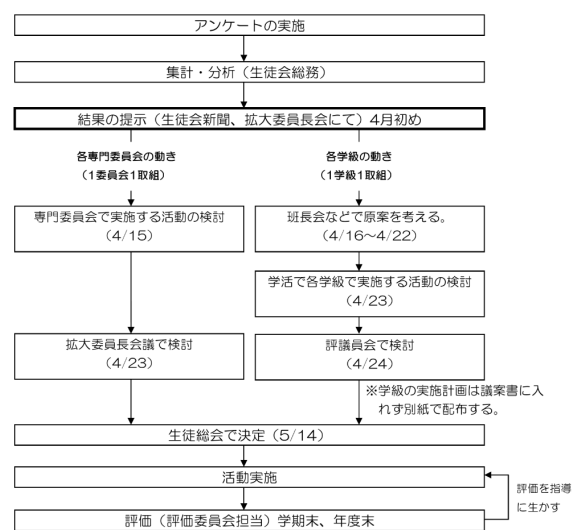 アンケートの実施
集計・分析（生徒会総務）
結果の提示（生徒会新聞、拡大委員長会にて）4月初め
各専門委員会の動き
（1委員会1取組）
各学級の動き
（1学級1取組）
専門委員会で実施する活動の検討
（4/15）
班長会などで原案を考える。
（4/16～4/22）
学活で各学級で実施する活動の検討
（4/23）
拡大委員長会議で検討
（4/23）
評議員会で検討
（4/24）
※学級の実施計画は議案書に入
れず別紙で配布する。
生徒総会で決定（5/14）
活動実施
評価を指導
に生かす
評価（評価委員会担当）学期末、年度末